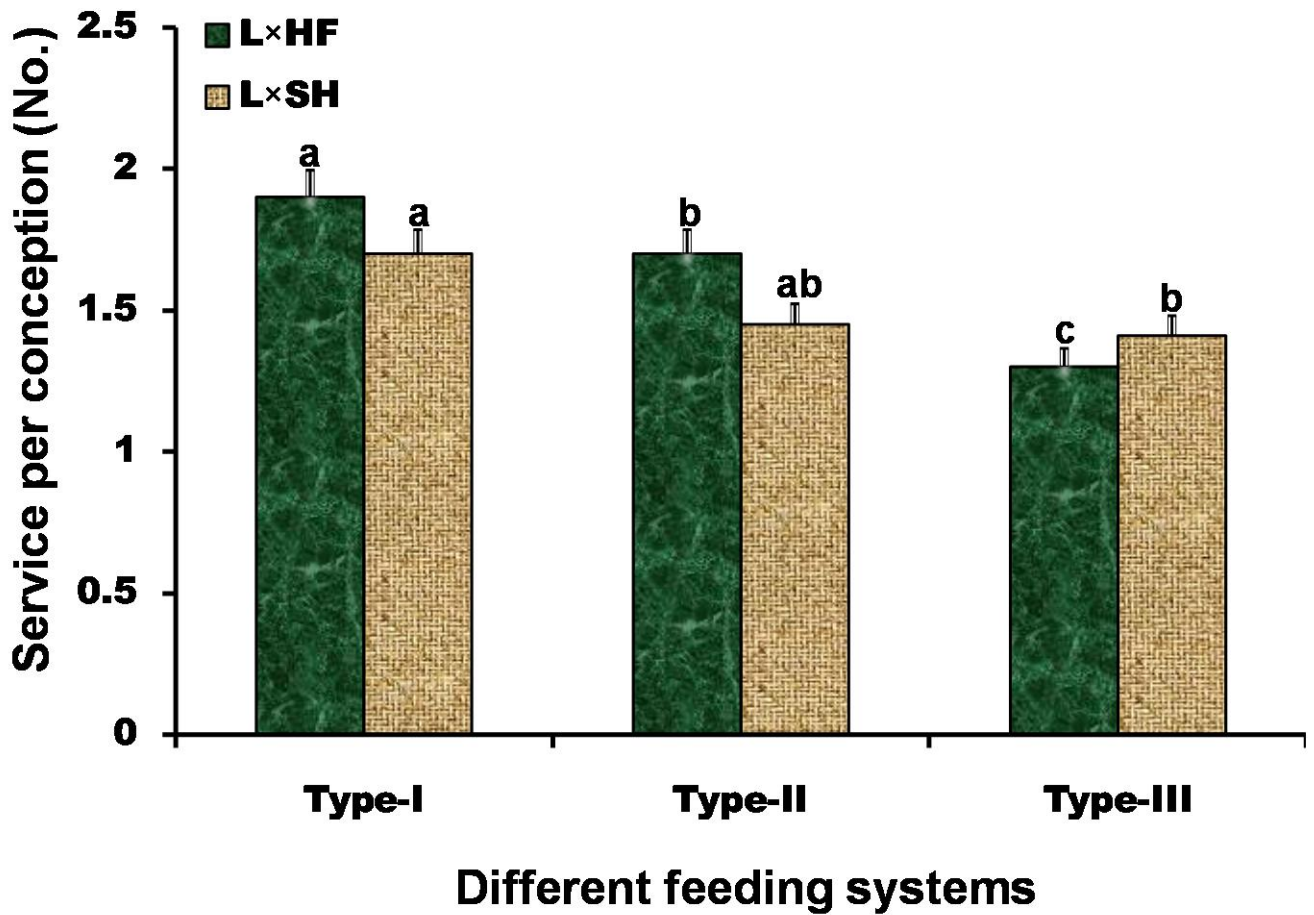 Service per conception (No.)
2.5
2
1.5
1
0.5
0
L×HF
L×SH
a
a
b
ab
c
b
Type-I
Type-II
Type-III
Different feeding systems